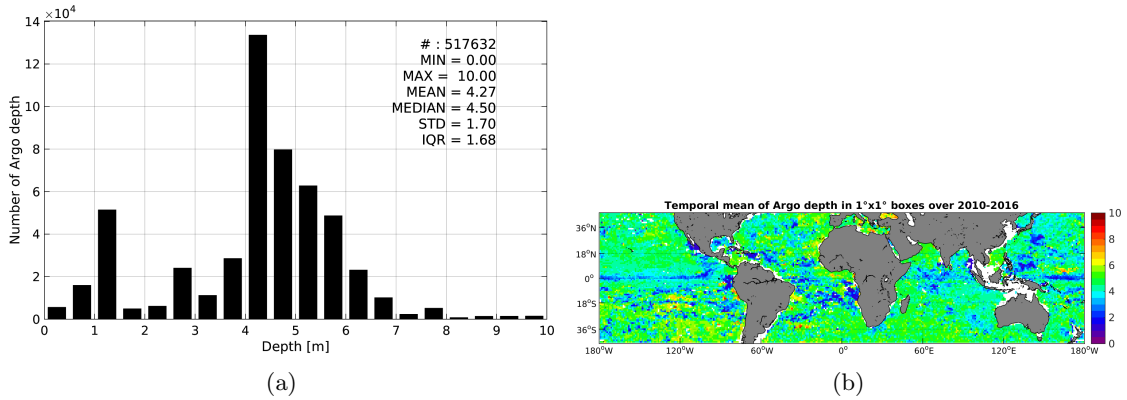 ×10⁴
14
12
10
8
6
4
2
0
Number of Argo depth
# : 517632
MIN = 0.00
MAX = 10.00
MEAN = 4.27
MEDIAN = 4.50
STD = 1.70
IQR = 1.68
0 1 2 3 4 5 6 7 8 9 10
Depth [m]
(a)
Temporal mean of Argo depth in 1°x1° boxes over 2010-2016
36°N
18°N
0°
18°S
36°S
180°W 120°W 60°W 0° 60°E 120°E 180°W
10
8
6
4
2
0
(b)